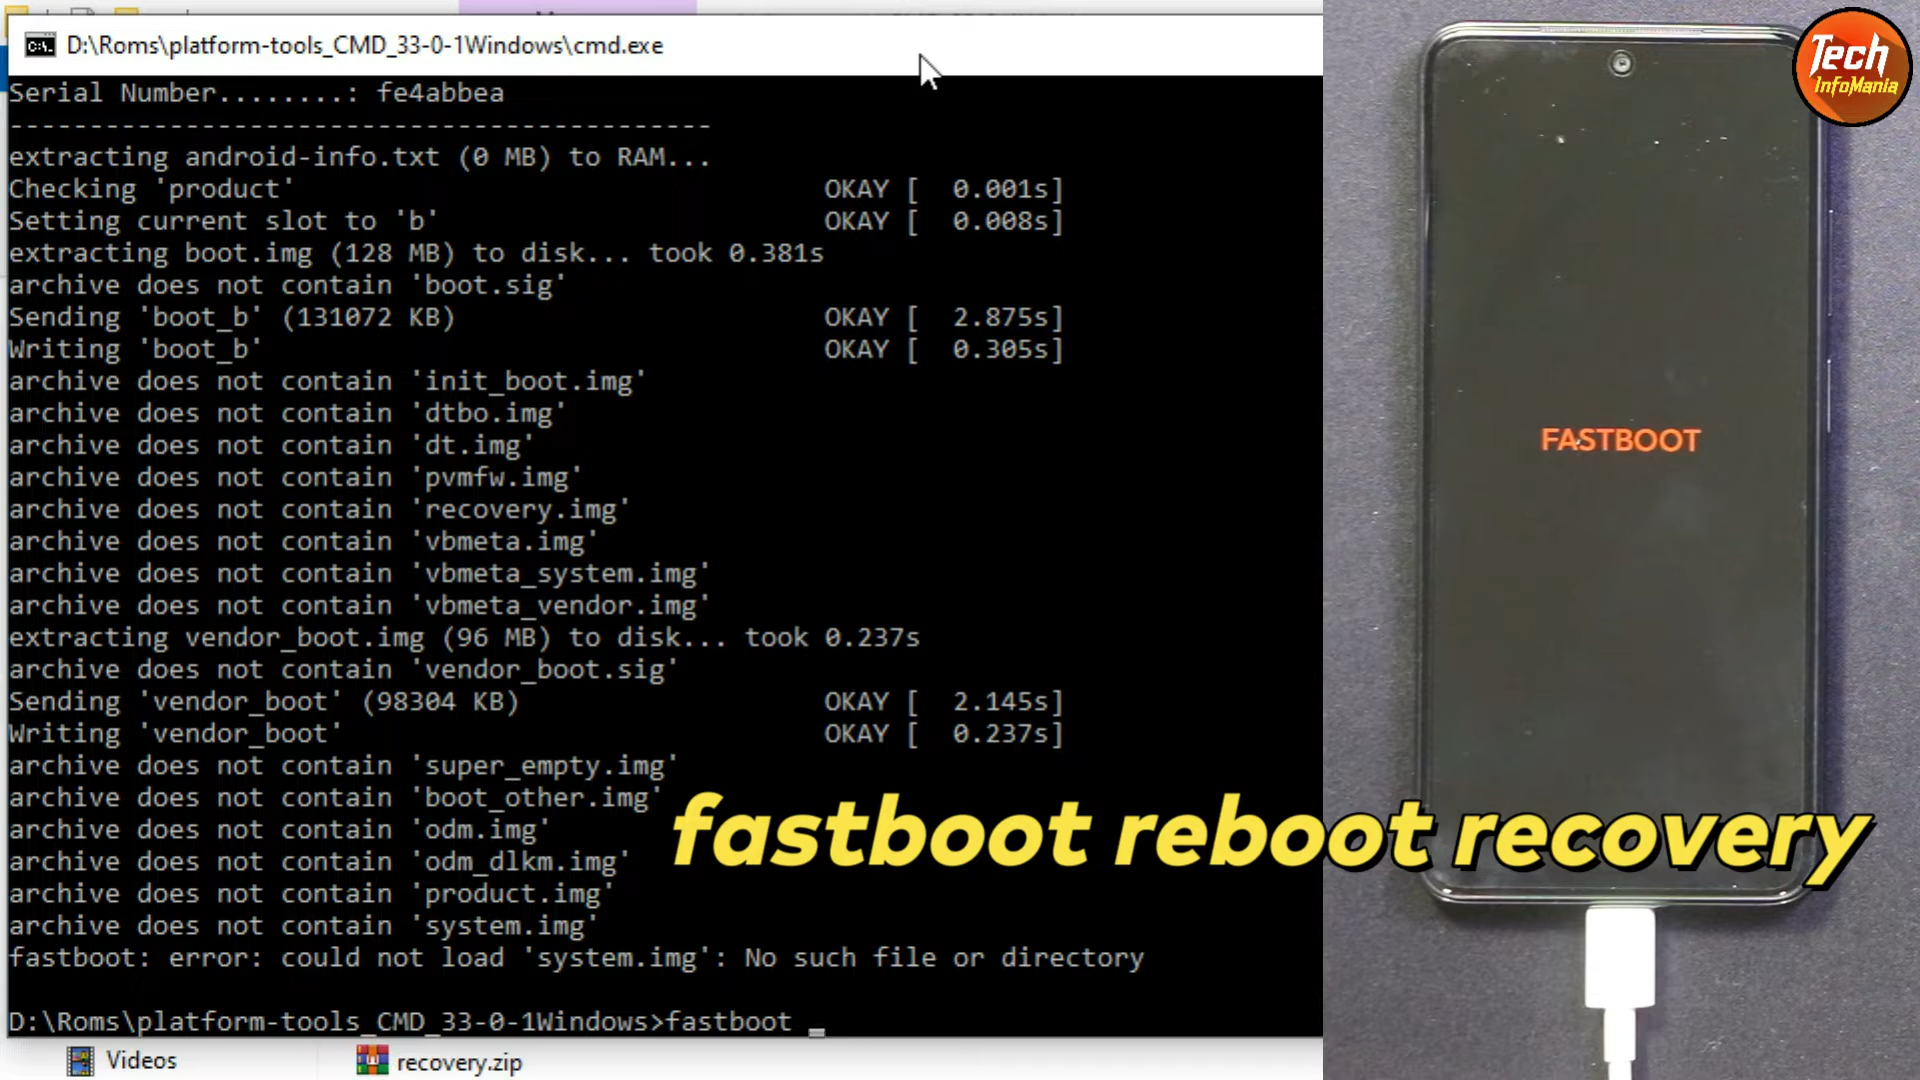 D:\Roms\platform-tools_CMD_33-0-1Windows\cmd.exe
Serial Number........: fe4abbea
--------------------------------------------
extracting android-info.txt (0 MB) to RAM...
Checking 'product' OKAY [ 0.001s]
Setting current slot to 'b' OKAY [ 0.008s]
extracting boot.img (128 MB) to disk... took 0.381s
archive does not contain 'boot.sig'
Sending 'boot_b' (131072 KB) OKAY [ 2.875s]
Writing 'boot_b' OKAY [ 0.305s]
archive does not contain 'init_boot.img'
archive does not contain 'dtbo.img'
archive does not contain 'dt.img'
archive does not contain 'pvmfw.img'
archive does not contain 'recovery.img'
archive does not contain 'vbmeta.img'
archive does not contain 'vbmeta_system.img'
archive does not contain 'vbmeta_vendor.img'
extracting vendor_boot.img (96 MB) to disk... took 0.237s
archive does not contain 'vendor_boot.sig'
Sending 'vendor_boot' (98304 KB) OKAY [ 2.145s]
Writing 'vendor_boot' OKAY [ 0.237s]
archive does not contain 'super_empty.img'
archive does not contain 'boot_other.img'
archive does not contain 'odm.img'
archive does not contain 'odm_dlkm.img'
archive does not contain 'product.img'
archive does not contain 'system.img'
fastboot: error: could not load 'system.img': No such file or directory
D:\Roms\platform-tools_CMD_33-0-1Windows>fastboot _
Videos
recovery.zip
fastboot reboot recovery
FASTBOOT
Tech
InfoMania